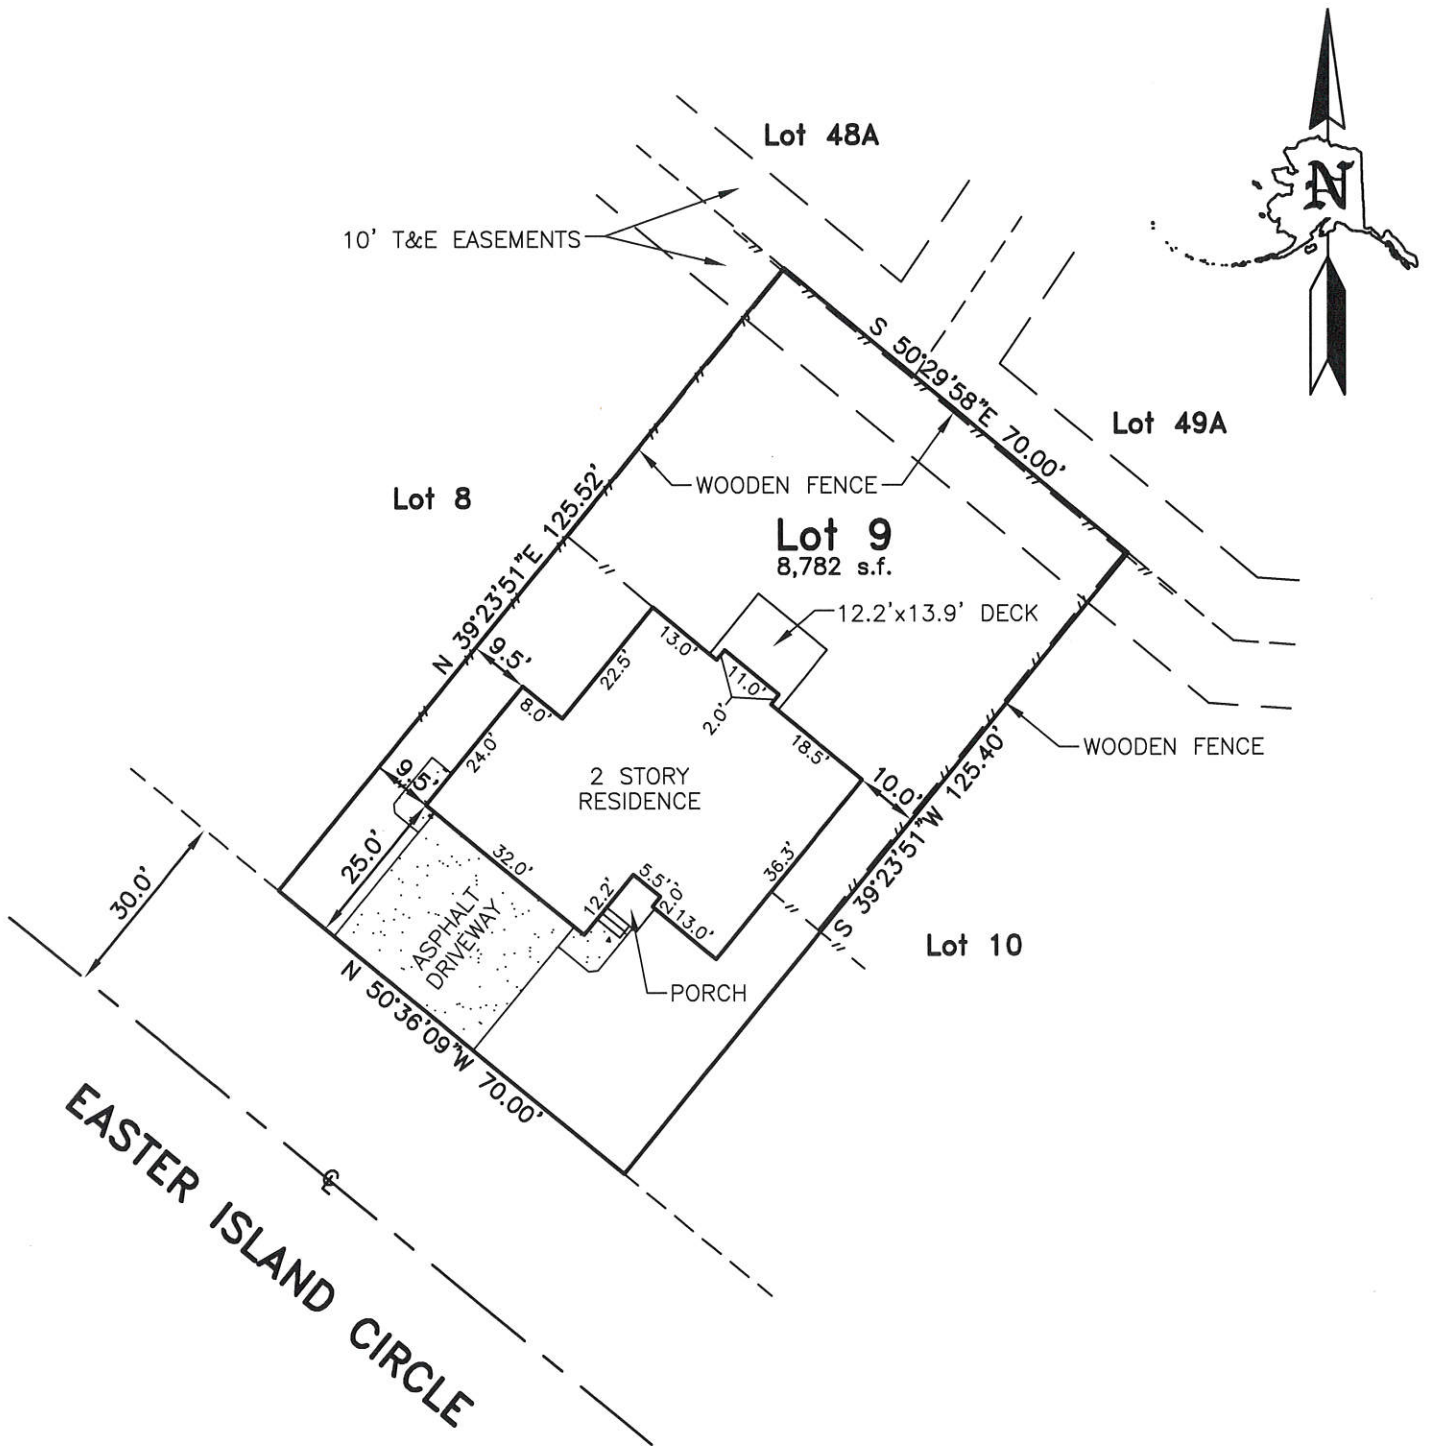 Lot 48A
N
10' T&E EASEMENTS
S 50°29'58"E 70.00'
Lot 49A
WOODEN FENCE
Lot 8
N 39°23'51"E 125.52'
Lot 9
8,782 s.f.
12.2'x13.9' DECK
13.0'
9.5'
22.5'
11.0'
8.0'
2.0'
24.0'
18.5'
WOODEN FENCE
2 STORY
RESIDENCE
9.5'
10.0'
S 39°23'51"W 125.40'
25.0'
32.0'
36.3'
30.0'
5.5'
2.0'
12.2'
13.0'
ASPHALT
DRIVEWAY
Lot 10
PORCH
N 50°36'09"W 70.00'
EASTER ISLAND CIRCLE
℄